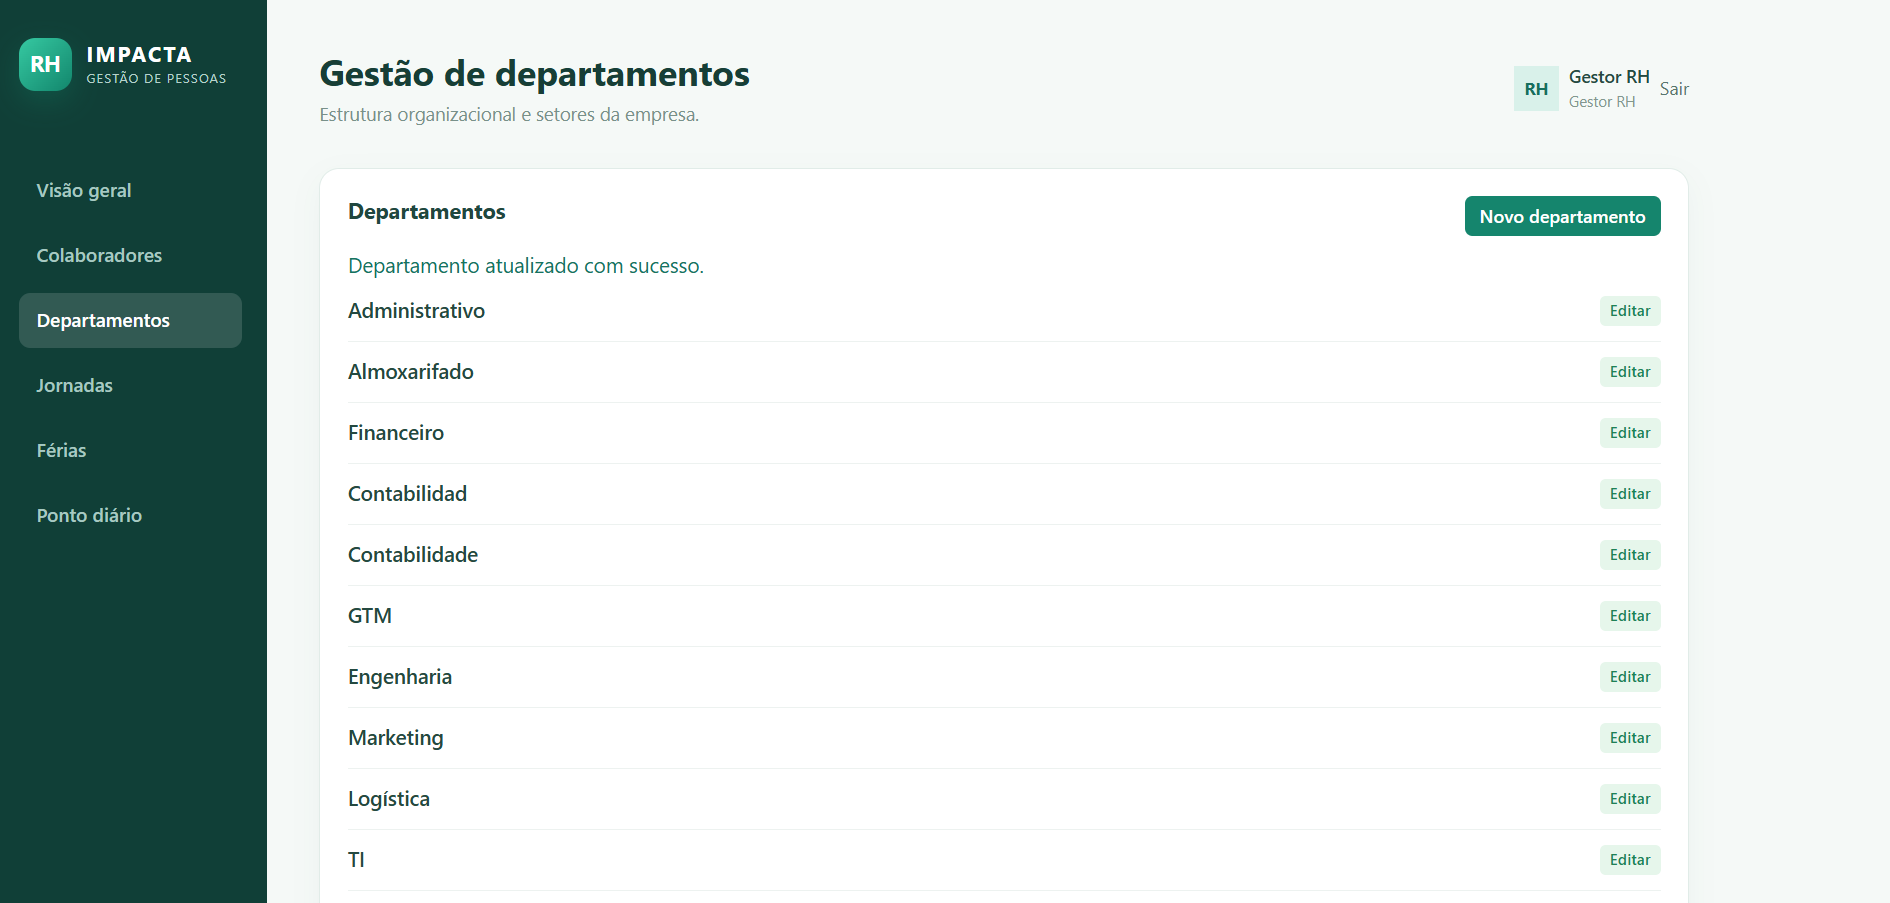 RH
IMPACTA
GESTÃO DE PESSOAS
Visão geral
Colaboradores
Departamentos
Jornadas
Férias
Ponto diário
Gestão de departamentos
Estrutura organizacional e setores da empresa.
RH
Gestor RH
Gestor RH
Sair
Departamentos
Novo departamento
Departamento atualizado com sucesso.
Administrativo
Editar
Almoxarifado
Editar
Financeiro
Editar
Contabilidad
Editar
Contabilidade
Editar
GTM
Editar
Engenharia
Editar
Marketing
Editar
Logística
Editar
TI
Editar